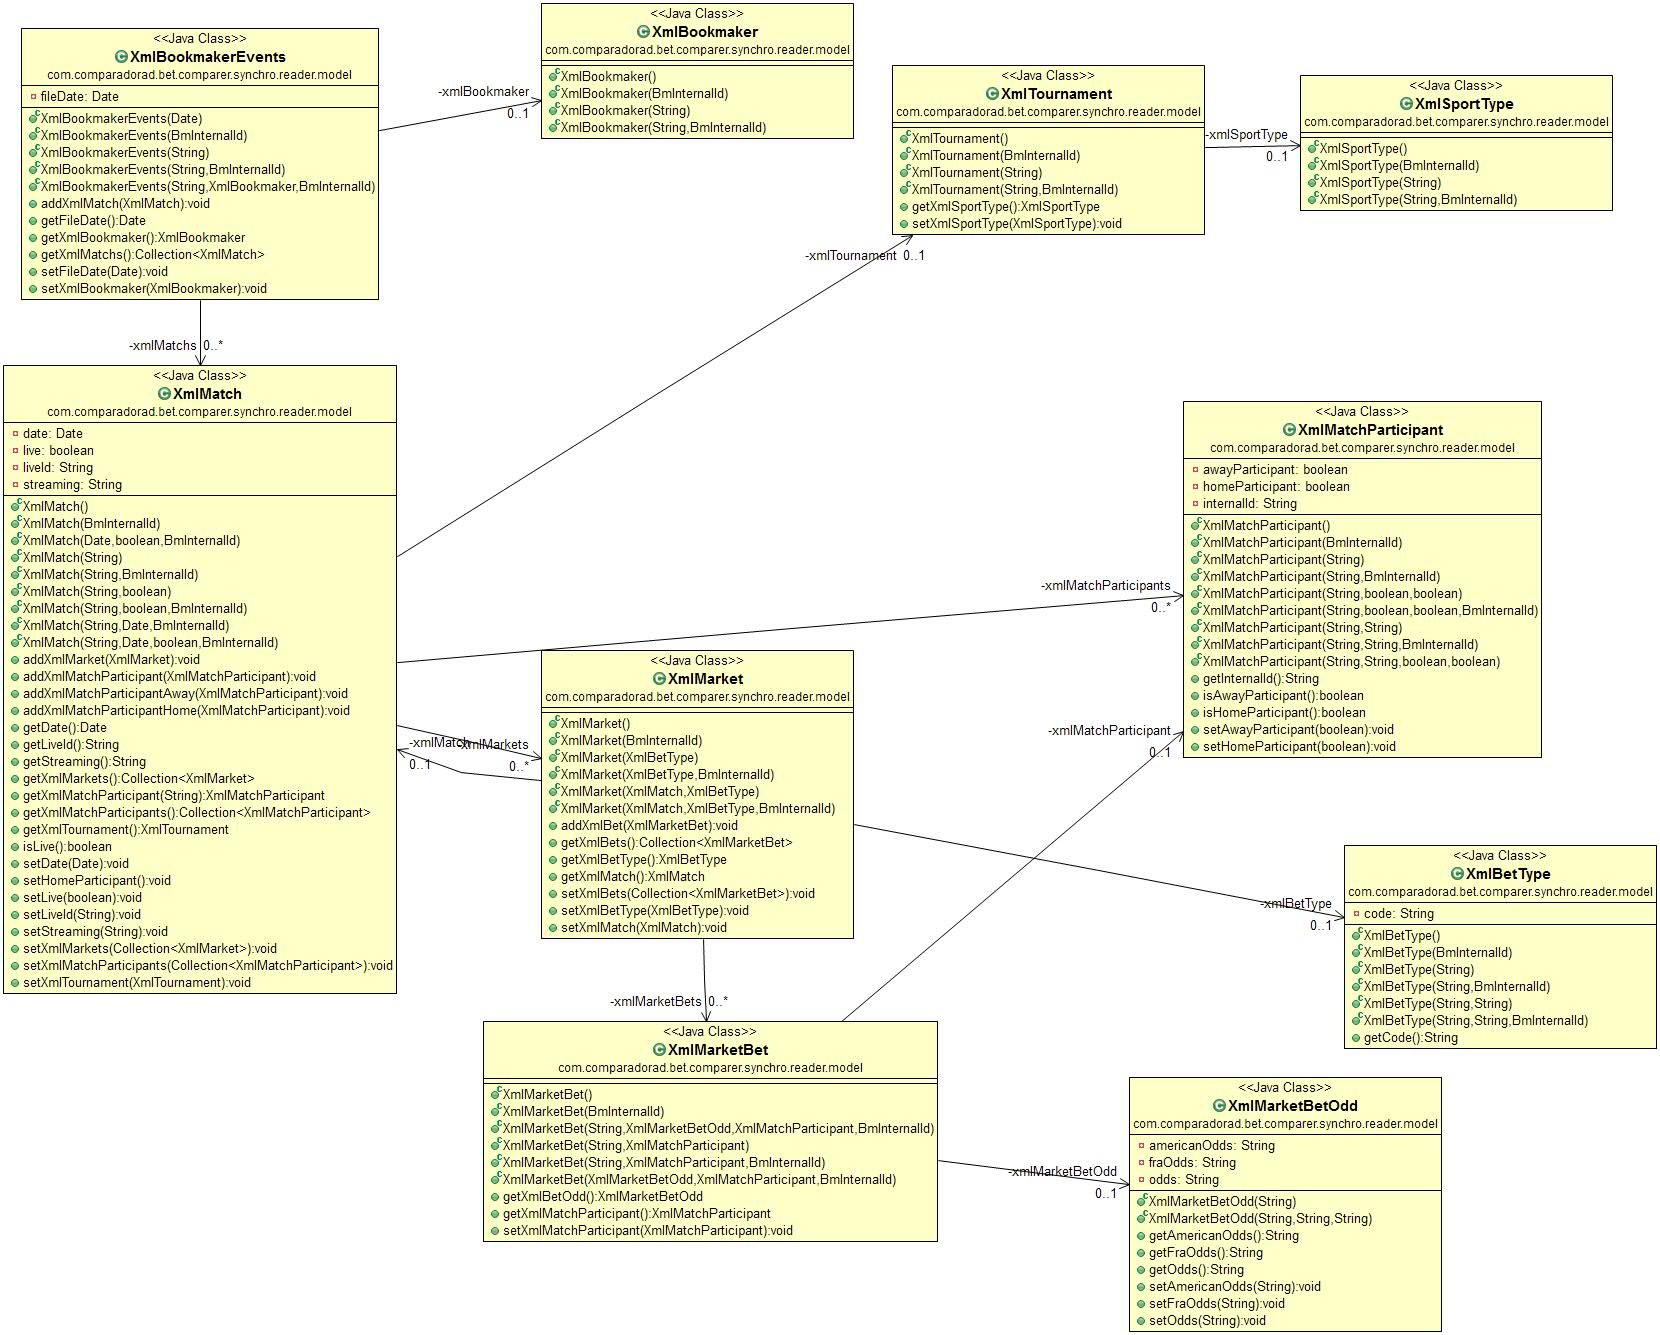 <<Java Class>>
XmlBookmakerEvents
com.comparadorad.bet.comparer.synchro.reader.model
fileDate: Date
XmlBookmakerEvents(Date)
XmlBookmakerEvents(BmInternalId)
XmlBookmakerEvents(String)
XmlBookmakerEvents(String,BmInternalId)
XmlBookmakerEvents(String,XmlBookmaker,BmInternalId)
addXmlMatch(XmlMatch):void
getFileDate():Date
getXmlBookmaker():XmlBookmaker
getXmlMatchs():Collection<XmlMatch>
setFileDate(Date):void
setXmlBookmaker(XmlBookmaker):void
-xmlBookmaker
0..1
<<Java Class>>
XmlBookmaker
com.comparadorad.bet.comparer.synchro.reader.model
XmlBookmaker()
XmlBookmaker(BmInternalId)
XmlBookmaker(String)
XmlBookmaker(String,BmInternalId)
<<Java Class>>
XmlTournament
com.comparadorad.bet.comparer.synchro.reader.model
XmlTournament()
XmlTournament(BmInternalId)
XmlTournament(String)
XmlTournament(String,BmInternalId)
getXmlSportType():XmlSportType
setXmlSportType(XmlSportType):void
-xmlSportType
0..1
<<Java Class>>
XmlSportType
com.comparadorad.bet.comparer.synchro.reader.model
XmlSportType()
XmlSportType(BmInternalId)
XmlSportType(String)
XmlSportType(String,BmInternalId)
-xmlTournament 0..1
-xmlMatchs 0..*
<<Java Class>>
XmlMatch
com.comparadorad.bet.comparer.synchro.reader.model
date: Date
live: boolean
liveId: String
streaming: String
XmlMatch()
XmlMatch(BmInternalId)
XmlMatch(Date,boolean,BmInternalId)
XmlMatch(String)
XmlMatch(String,BmInternalId)
XmlMatch(String,boolean)
XmlMatch(String,boolean,BmInternalId)
XmlMatch(String,Date,BmInternalId)
XmlMatch(String,Date,boolean,BmInternalId)
addXmlMarket(XmlMarket):void
addXmlMatchParticipant(XmlMatchParticipant):void
addXmlMatchParticipantAway(XmlMatchParticipant):void
addXmlMatchParticipantHome(XmlMatchParticipant):void
getDate():Date
getLiveId():String
getStreaming():String
getXmlMarkets():Collection<XmlMarket>
getXmlMatchParticipant(String):XmlMatchParticipant
getXmlMatchParticipants():Collection<XmlMatchParticipant>
getXmlTournament():XmlTournament
isLive():boolean
setDate(Date):void
setHomeParticipant():void
setLive(boolean):void
setLiveId(String):void
setStreaming(String):void
setXmlMarkets(Collection<XmlMarket>):void
setXmlMatchParticipants(Collection<XmlMatchParticipant>):void
setXmlTournament(XmlTournament):void
-xmlMatchParticipants
0..*
<<Java Class>>
XmlMatchParticipant
com.comparadorad.bet.comparer.synchro.reader.model
awayParticipant: boolean
homeParticipant: boolean
internalId: String
XmlMatchParticipant()
XmlMatchParticipant(BmInternalId)
XmlMatchParticipant(String)
XmlMatchParticipant(String,BmInternalId)
XmlMatchParticipant(String,boolean,boolean)
XmlMatchParticipant(String,boolean,boolean,BmInternalId)
XmlMatchParticipant(String,String)
XmlMatchParticipant(String,String,BmInternalId)
XmlMatchParticipant(String,String,boolean,boolean)
getInternalId():String
isAwayParticipant():boolean
isHomeParticipant():boolean
setAwayParticipant(boolean):void
setHomeParticipant(boolean):void
-xmlMatch
0..1
-xmlMarkets
0..*
<<Java Class>>
XmlMarket
com.comparadorad.bet.comparer.synchro.reader.model
XmlMarket()
XmlMarket(BmInternalId)
XmlMarket(XmlBetType)
XmlMarket(XmlBetType,BmInternalId)
XmlMarket(XmlMatch,XmlBetType)
XmlMarket(XmlMatch,XmlBetType,BmInternalId)
addXmlBet(XmlMarketBet):void
getXmlBets():Collection<XmlMarketBet>
getXmlBetType():XmlBetType
getXmlMatch():XmlMatch
setXmlBets(Collection<XmlMarketBet>):void
setXmlBetType(XmlBetType):void
setXmlMatch(XmlMatch):void
-xmlMatchParticipant
0..1
-xmlBetType
0..1
<<Java Class>>
XmlBetType
com.comparadorad.bet.comparer.synchro.reader.model
code: String
XmlBetType()
XmlBetType(BmInternalId)
XmlBetType(String)
XmlBetType(String,BmInternalId)
XmlBetType(String,String)
XmlBetType(String,String,BmInternalId)
getCode():String
-xmlMarketBets 0..*
<<Java Class>>
XmlMarketBet
com.comparadorad.bet.comparer.synchro.reader.model
XmlMarketBet()
XmlMarketBet(BmInternalId)
XmlMarketBet(String,XmlMarketBetOdd,XmlMatchParticipant,BmInternalId)
XmlMarketBet(String,XmlMatchParticipant)
XmlMarketBet(String,XmlMatchParticipant,BmInternalId)
XmlMarketBet(XmlMarketBetOdd,XmlMatchParticipant,BmInternalId)
getXmlBetOdd():XmlMarketBetOdd
getXmlMatchParticipant():XmlMatchParticipant
setXmlMatchParticipant(XmlMatchParticipant):void
-xmlMarketBetOdd
0..1
<<Java Class>>
XmlMarketBetOdd
com.comparadorad.bet.comparer.synchro.reader.model
americanOdds: String
fraOdds: String
odds: String
XmlMarketBetOdd(String)
XmlMarketBetOdd(String,String,String)
getAmericanOdds():String
getFraOdds():String
getOdds():String
setAmericanOdds(String):void
setFraOdds(String):void
setOdds(String):void